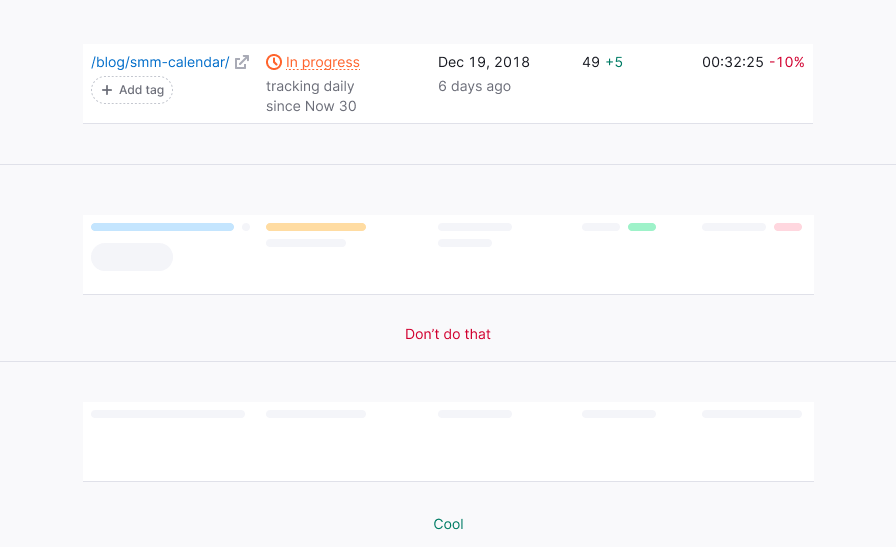 /blog/smm-calendar/ In progress Dec 19, 2018 49 +5 00:32:25 -10%
+ Add tag tracking daily 6 days ago
since Now 30
Don't do that
Cool